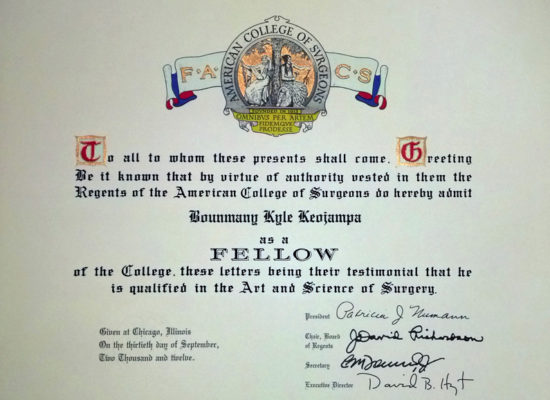 AMERICAN COLLEGE OF SVRGEONS
F·A C·S
FOUNDED IN 1913
OMNIBVS PER ARTEM
FIDEMQVE
PRODESSE
To all to whom these presents shall come, Greeting
Be it known that by virtue of authority vested in them the
Regents of the American College of Surgeons do hereby admit
Bounmany Kyle Keojampa
as a
FELLOW
of the College, these letters being their testimonial that he
is qualified in the Art and Science of Surgery.
Given at Chicago, Illinois
On the thirtieth day of September,
Two Thousand and twelve.
President Patricia J Numann
Chair, Board
of Regents J David Richardson
Secretary
Executive Director David B. Hoyt